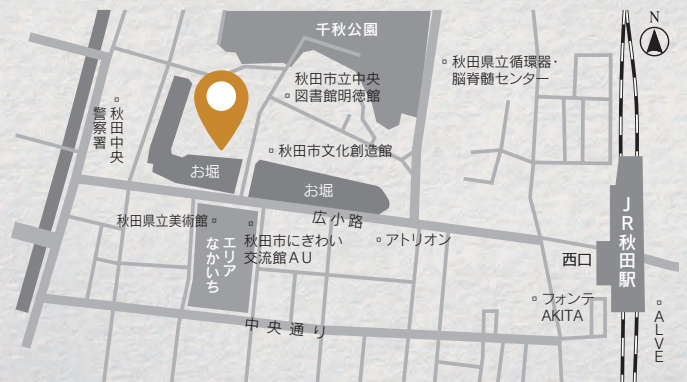 千秋公園
N
秋田県立循環器・
脳脊髄センター
秋田市立中央
図書館明徳館
秋田中央
警察署
秋田市文化創造館
お堀
お堀
広小路
秋田県立美術館
エリア
なかいち
秋田市にぎわい
交流館AU
アトリオン
西口
JR秋田駅
フォンテ
AKITA
ALVE
中央通り